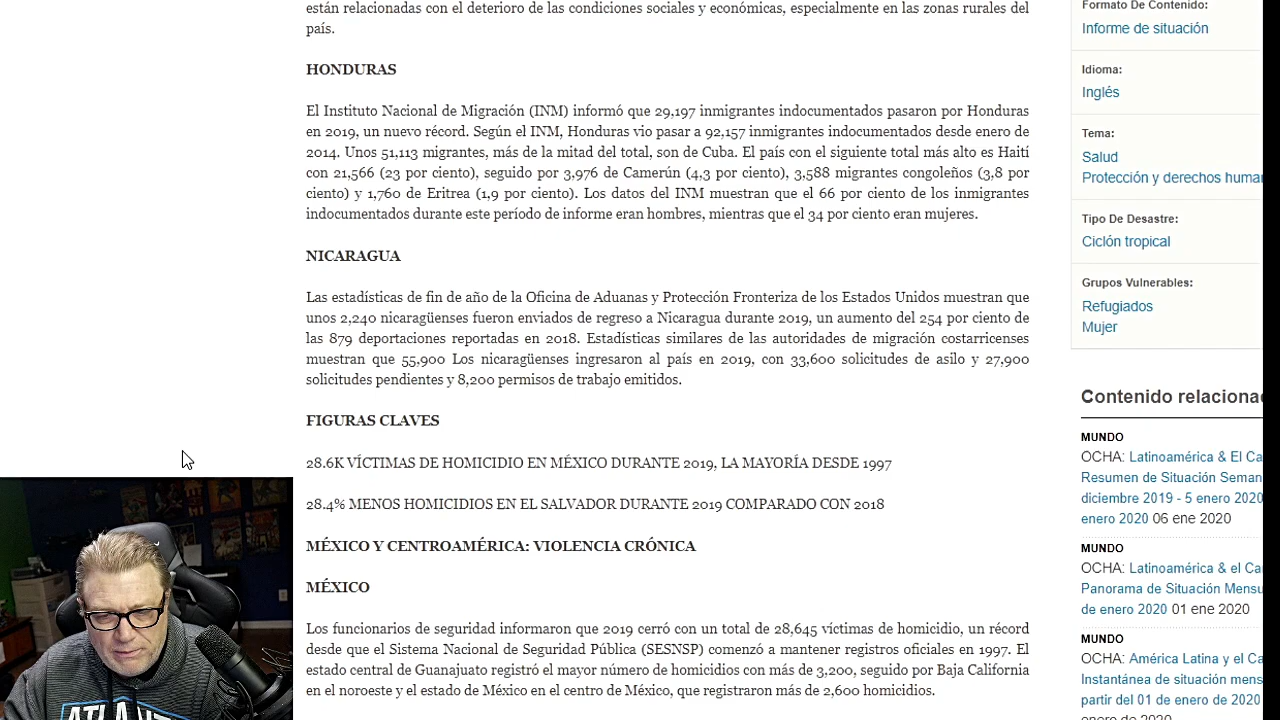 están relacionadas con el deterioro de las condiciones sociales y económicas, especialmente en las zonas rurales del
país.
HONDURAS
El Instituto Nacional de Migración (INM) informó que 29,197 inmigrantes indocumentados pasaron por Honduras
en 2019, un nuevo récord. Según el INM, Honduras vio pasar a 92,157 inmigrantes indocumentados desde enero de
2014. Unos 51,113 migrantes, más de la mitad del total, son de Cuba. El país con el siguiente total más alto es Haití
con 21,566 (23 por ciento), seguido por 3,976 de Camerún (4,3 por ciento), 3,588 migrantes congoleños (3,8 por
ciento) y 1,760 de Eritrea (1,9 por ciento). Los datos del INM muestran que el 66 por ciento de los inmigrantes
indocumentados durante este período de informe eran hombres, mientras que el 34 por ciento eran mujeres.
NICARAGUA
Las estadísticas de fin de año de la Oficina de Aduanas y Protección Fronteriza de los Estados Unidos muestran que
unos 2,240 nicaragüenses fueron enviados de regreso a Nicaragua durante 2019, un aumento del 254 por ciento de
las 879 deportaciones reportadas en 2018. Estadísticas similares de las autoridades de migración costarricenses
muestran que 55,900 Los nicaragüenses ingresaron al país en 2019, con 33,600 solicitudes de asilo y 27,900
solicitudes pendientes y 8,200 permisos de trabajo emitidos.
FIGURAS CLAVES
28.6K VÍCTIMAS DE HOMICIDIO EN MÉXICO DURANTE 2019, LA MAYORÍA DESDE 1997
28.4% MENOS HOMICIDIOS EN EL SALVADOR DURANTE 2019 COMPARADO CON 2018
MÉXICO Y CENTROAMÉRICA: VIOLENCIA CRÓNICA
MÉXICO
Los funcionarios de seguridad informaron que 2019 cerró con un total de 28,645 víctimas de homicidio, un récord
desde que el Sistema Nacional de Seguridad Pública (SESNSP) comenzó a mantener registros oficiales en 1997. El
estado central de Guanajuato registró el mayor número de homicidios con más de 3,200, seguido por Baja California
en el noroeste y el estado de México en el centro de México, que registraron más de 2,600 homicidios.
Formato De Contenido:
Informe de situación
Idioma:
Inglés
Tema:
Salud
Protección y derechos humar
Tipo De Desastre:
Ciclón tropical
Grupos Vulnerables:
Refugiados
Mujer
Contenido relaciona
MUNDO
OCHA: Latinoamérica & El Ca
Resumen de Situación Seman
diciembre 2019 - 5 enero 2020
enero 2020 06 ene 2020
MUNDO
OCHA: Latinoamérica & el Ca
Panorama de Situación Mensu
de enero 2020 01 ene 2020
MUNDO
OCHA: América Latina y el Ca
Instantánea de situación mens
partir del 01 de enero de 2020
enero de 2020
ATLANT